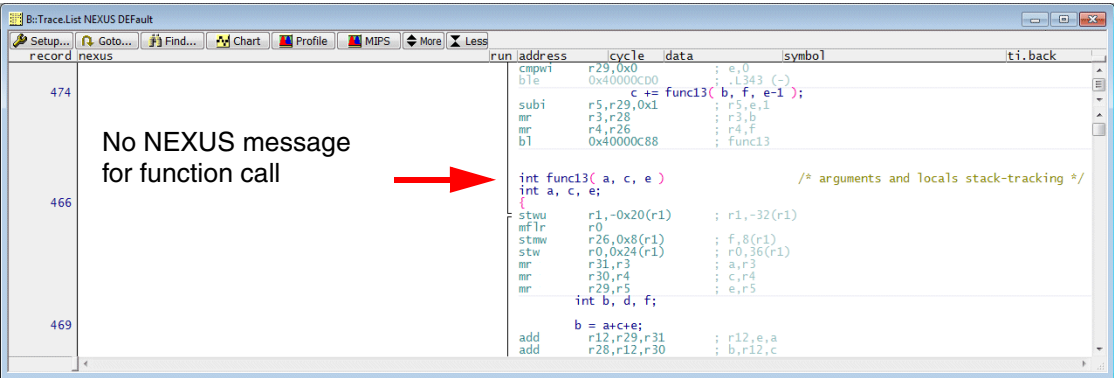 B::Trace.List NEXUS DEFault
Setup... Goto... Find... Chart Profile MIPS More Less
record nexus run address cycle data symbol ti.back
cmpwi r29,0x0 ; e,0
ble 0x40000CD0 ; .L343 (-)
474 c += func13( b, f, e-1 );
subi r5,r29,0x1 ; r5,e,1
mr r3,r28 ; r3,b
mr r4,r26 ; r4,f
bl 0x40000C88 ; func13
No NEXUS message
for function call
int func13( a, c, e ) /* arguments and locals stack-tracking */
int a, c, e;
466 {
stwu r1,-0x20(r1) ; r1,-32(r1)
mflr r0
stmw r26,0x8(r1) ; f,8(r1)
stw r0,0x24(r1) ; r0,36(r1)
mr r31,r3 ; a,r3
mr r30,r4 ; c,r4
mr r29,r5 ; e,r5
int b, d, f;
469 b = a+c+e;
add r12,r29,r31 ; r12,e,a
add r28,r12,r30 ; b,r12,c